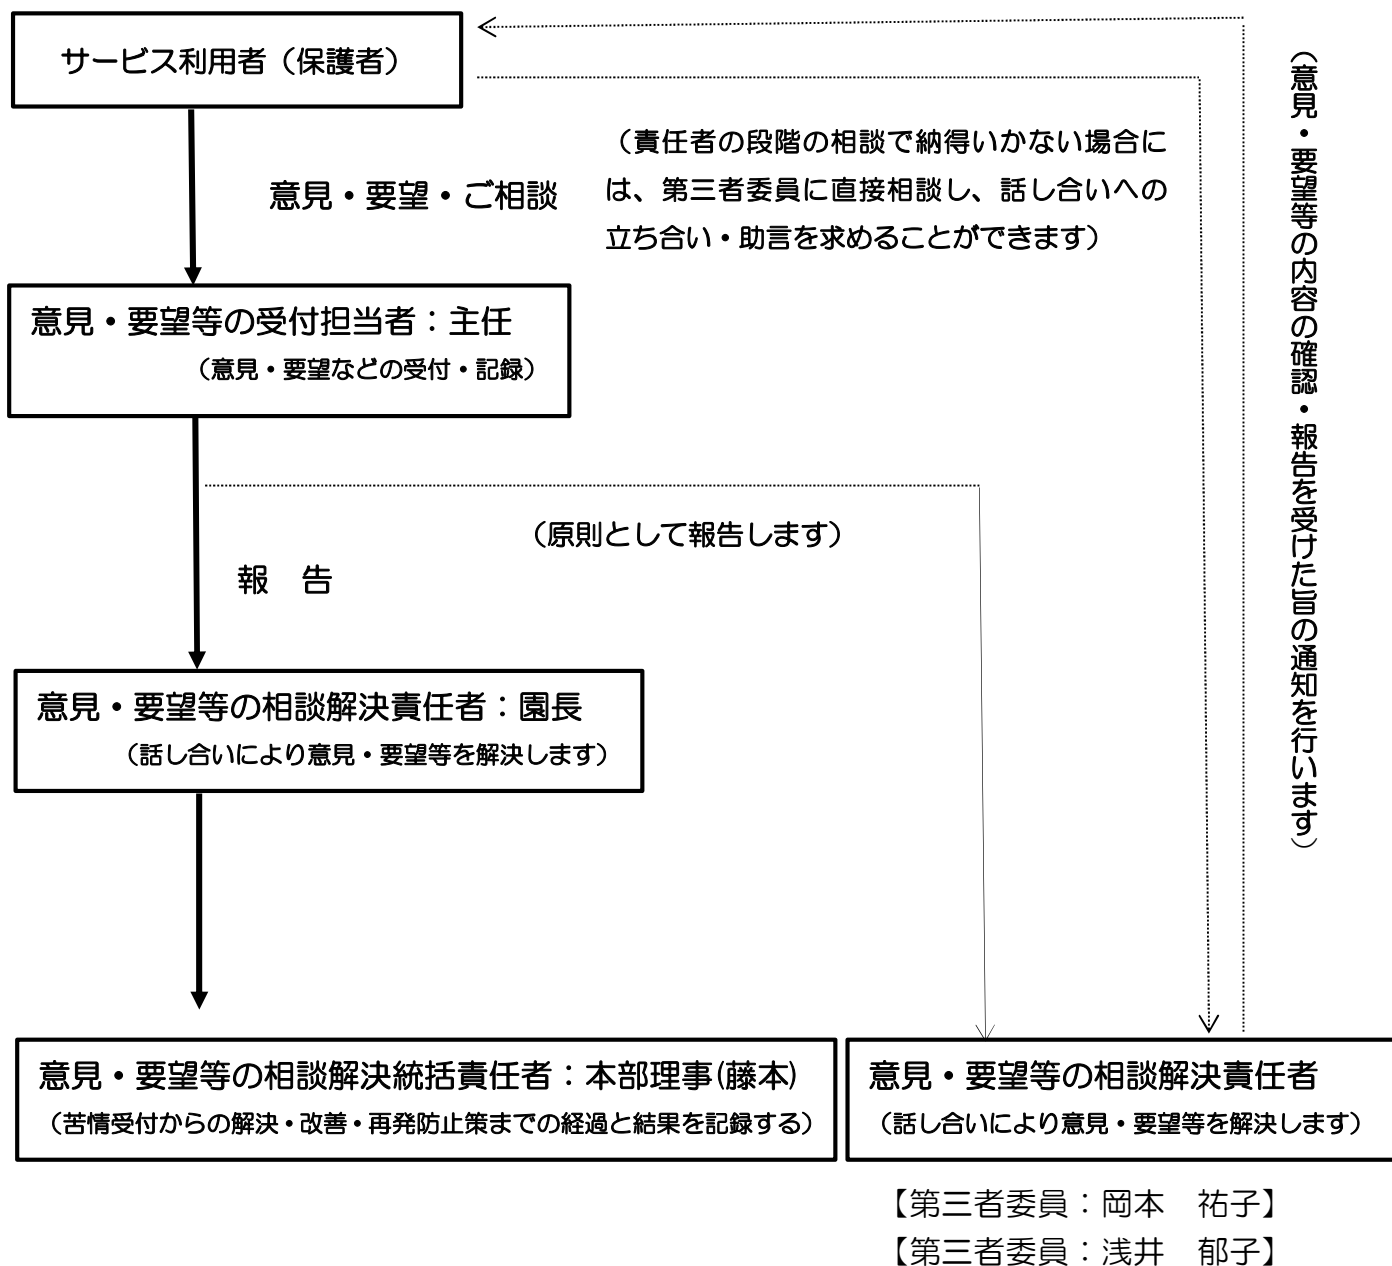 サービス利用者（保護者）
（責任者の段階の相談で納得いかない場合に
は、第三者委員に直接相談し、話し合いへの
立ち合い・助言を求めることができます）
意見・要望・ご相談
（意見・要望等の内容の確認・報告を受けた旨の通知を行います）
意見・要望等の受付担当者：主任
（意見・要望などの受付・記録）
（原則として報告します）
報　告
意見・要望等の相談解決責任者：園長
（話し合いにより意見・要望等を解決します）
意見・要望等の相談解決統括責任者：本部理事(藤本)
（苦情受付からの解決・改善・再発防止策までの経過と結果を記録する）
意見・要望等の相談解決責任者
（話し合いにより意見・要望等を解決します）
【第三者委員：岡本　祐子】
【第三者委員：浅井　郁子】